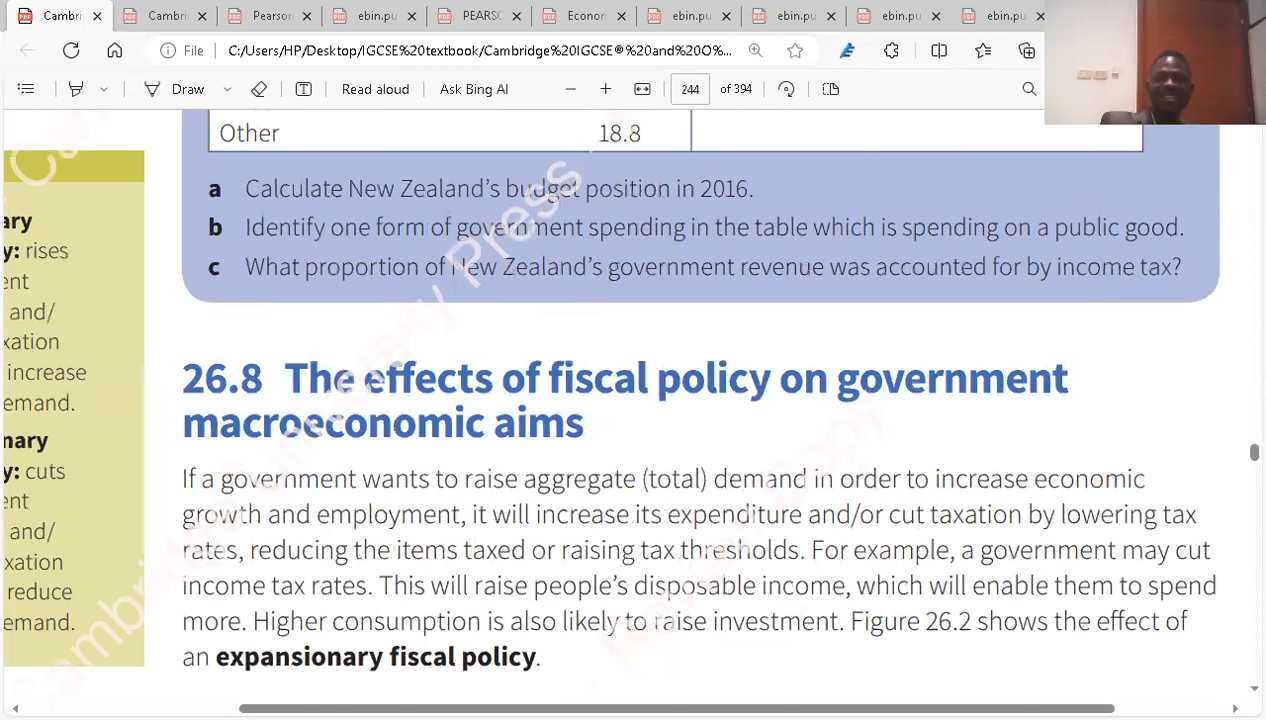 Cambri
Cambri
Pearson
ebin.pu
PEARSO
Econom
ebin.pu
ebin.pu
ebin.pu
ebin.pu
File
C:/Users/HP/Desktop/IGCSE%20textbook/Cambridge%20IGCSE®%20and%20O%...
Draw
Read aloud
Ask Bing AI
244
of 394
Other 18.8
a Calculate New Zealand's budget position in 2016.
b Identify one form of government spending in the table which is spending on a public good.
c What proportion of New Zealand's government revenue was accounted for by income tax?
ary
y: rises
ent
and/
xation
increase
emand.
nary
y: cuts
ent
and/
xation
reduce
emand.
26.8 The effects of fiscal policy on government
macroeconomic aims
If a government wants to raise aggregate (total) demand in order to increase economic
growth and employment, it will increase its expenditure and/or cut taxation by lowering tax
rates, reducing the items taxed or raising tax thresholds. For example, a government may cut
income tax rates. This will raise people's disposable income, which will enable them to spend
more. Higher consumption is also likely to raise investment. Figure 26.2 shows the effect of
an expansionary fiscal policy.